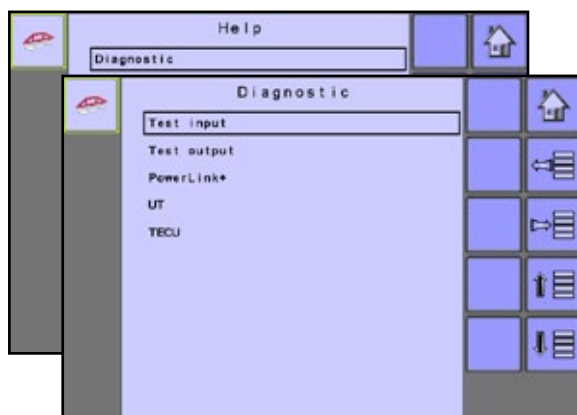 Help
Diagnostic
Diagnostic
Test input
Test output
PowerLink+
UT
TECU